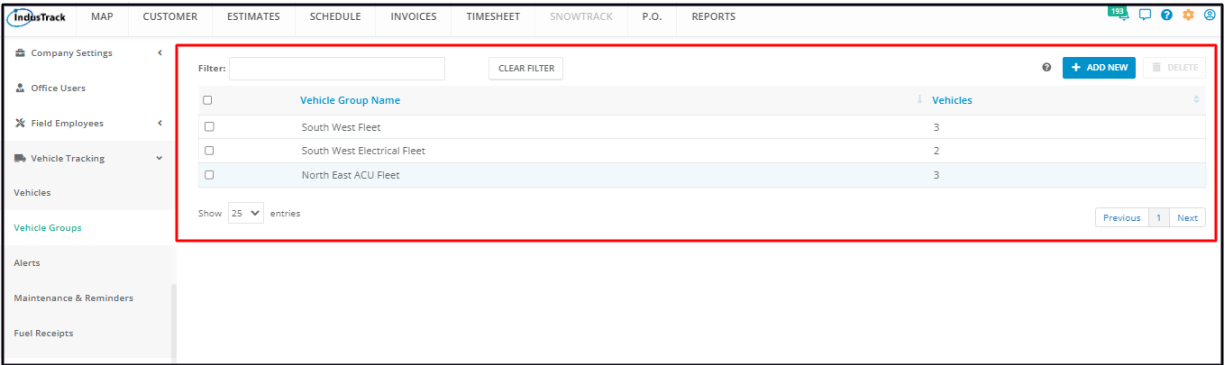 IndusTrack MAP CUSTOMER ESTIMATES SCHEDULE INVOICES TIMESHEET SNOWTRACK P.O. REPORTS 193
Company Settings
Office Users
Field Employees
Vehicle Tracking
Vehicles
Vehicle Groups
Alerts
Maintenance & Reminders
Fuel Receipts
Filter: CLEAR FILTER + ADD NEW DELETE
Vehicle Group Name Vehicles
South West Fleet 3
South West Electrical Fleet 2
North East ACU Fleet 3
Show 25 entries
Previous 1 Next